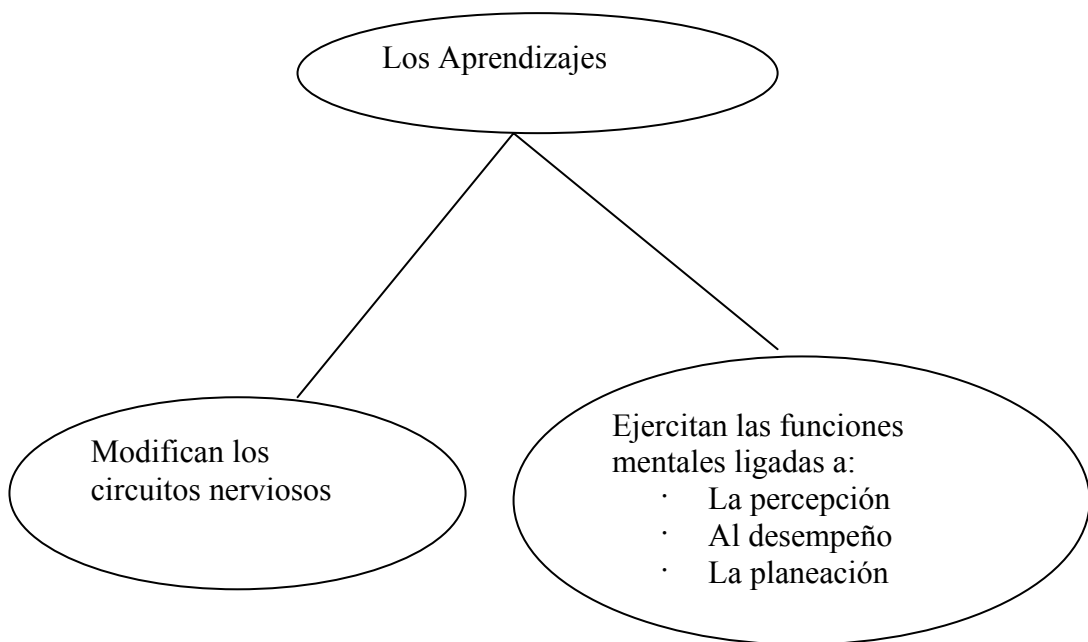 Los Aprendizajes
Modifican los
circuitos nerviosos
Ejercitan las funciones
mentales ligadas a:
· La percepción
· Al desempeño
· La planeación